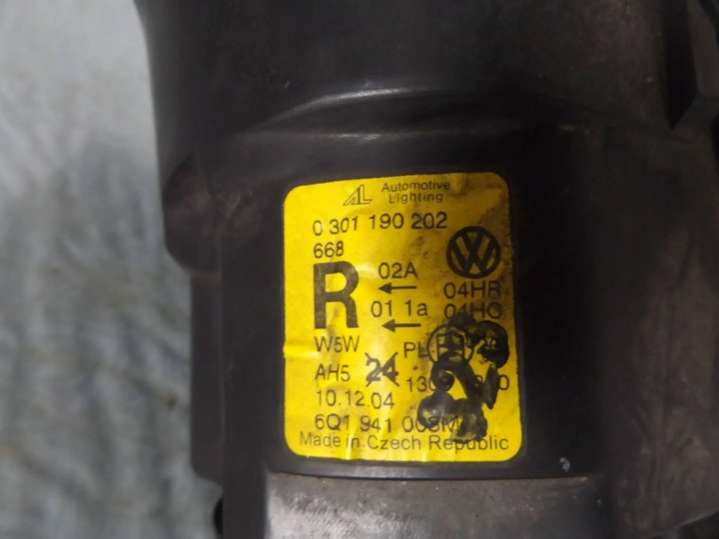 AL Automotive
Lighting
0 301 190 202
668
R 02A 04HR
01 1a
W5W
AH5 24
10.12.04
6Q1 941
Made in Czech Republic